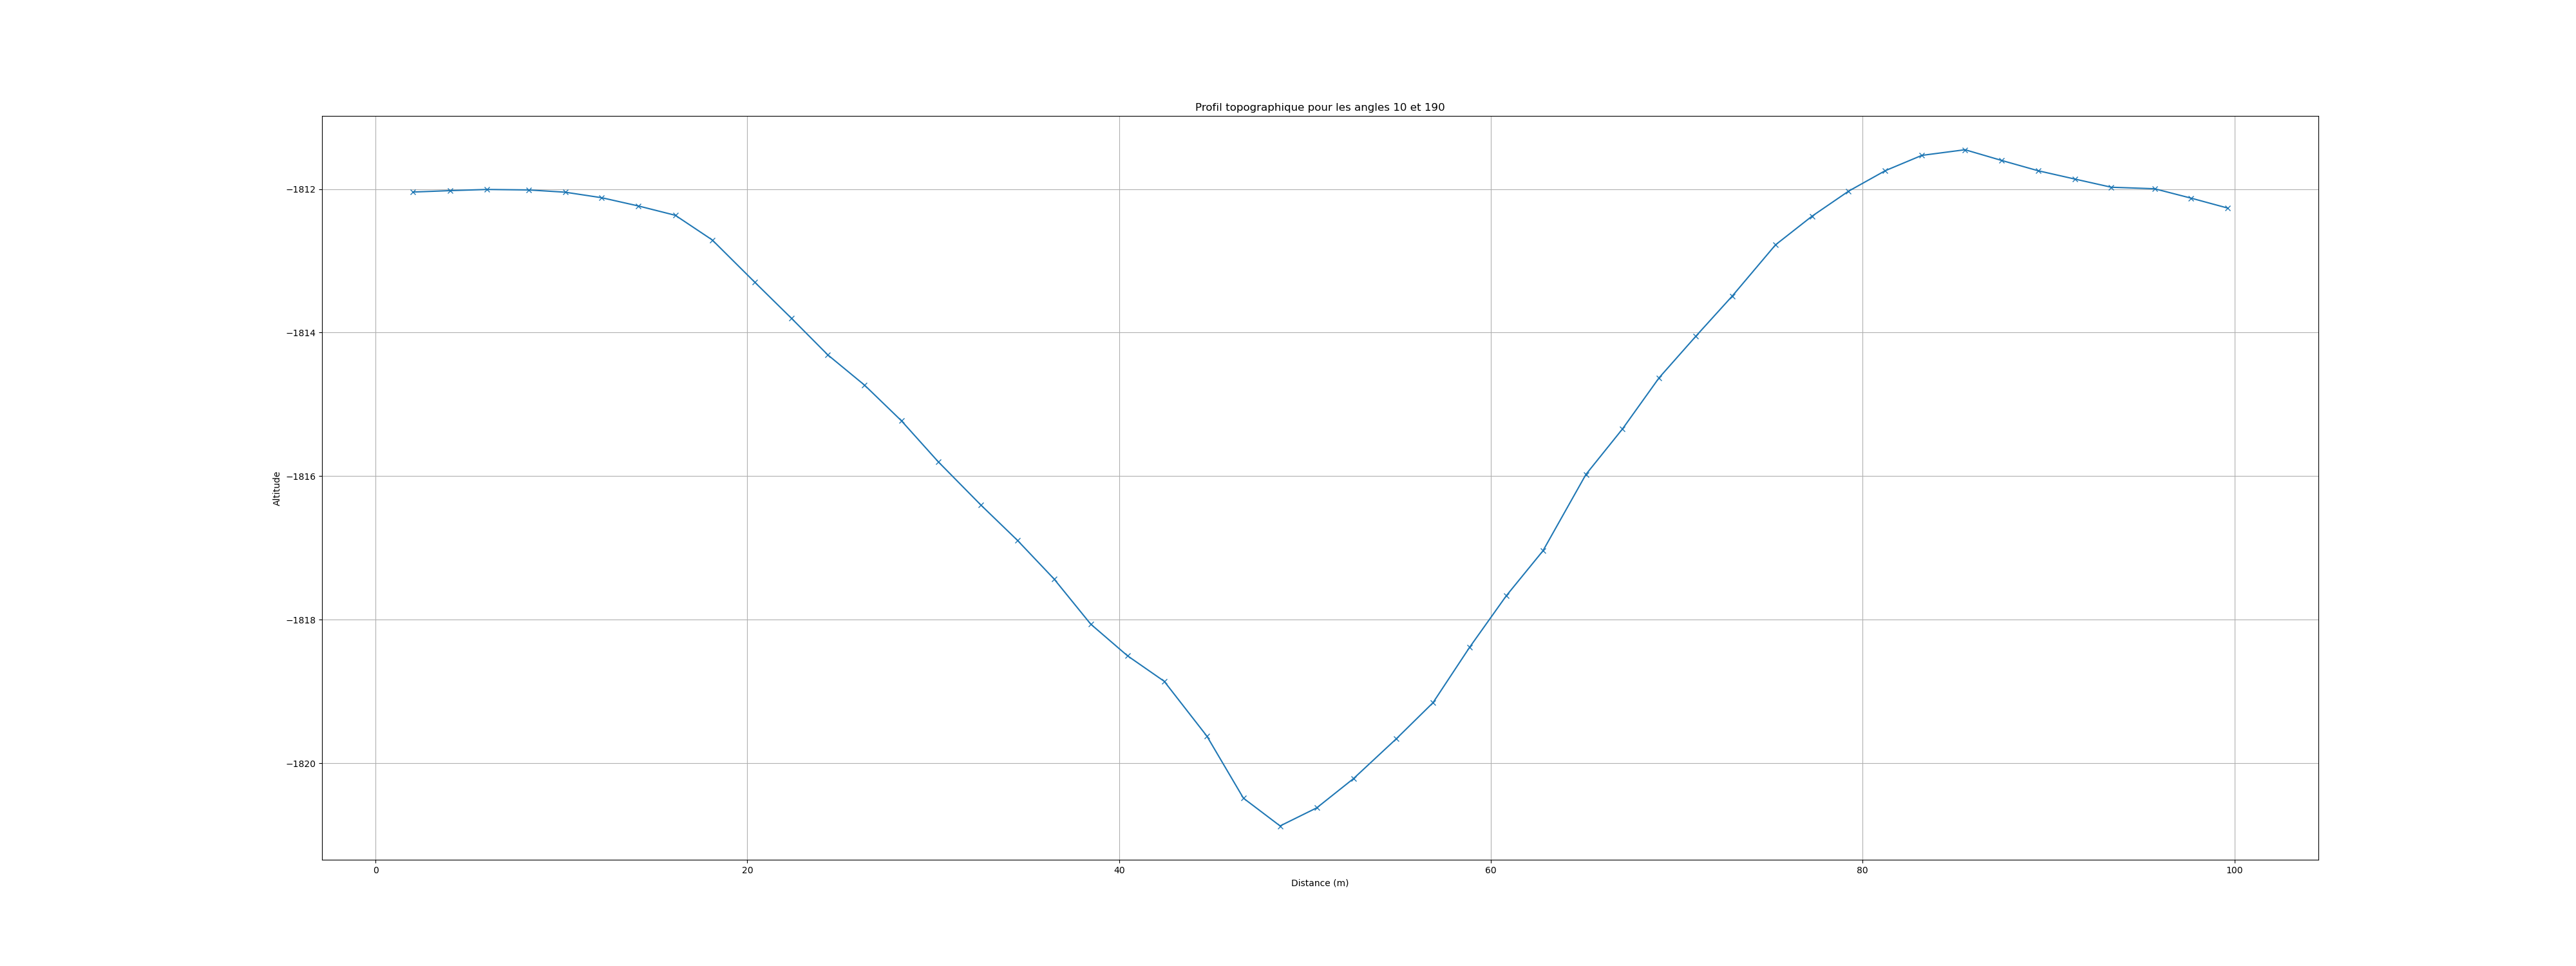 Profil topographique pour les angles 10 et 190
Altitude
−1812
−1814
−1816
−1818
−1820
0 20 40 60 80 100
Distance (m)